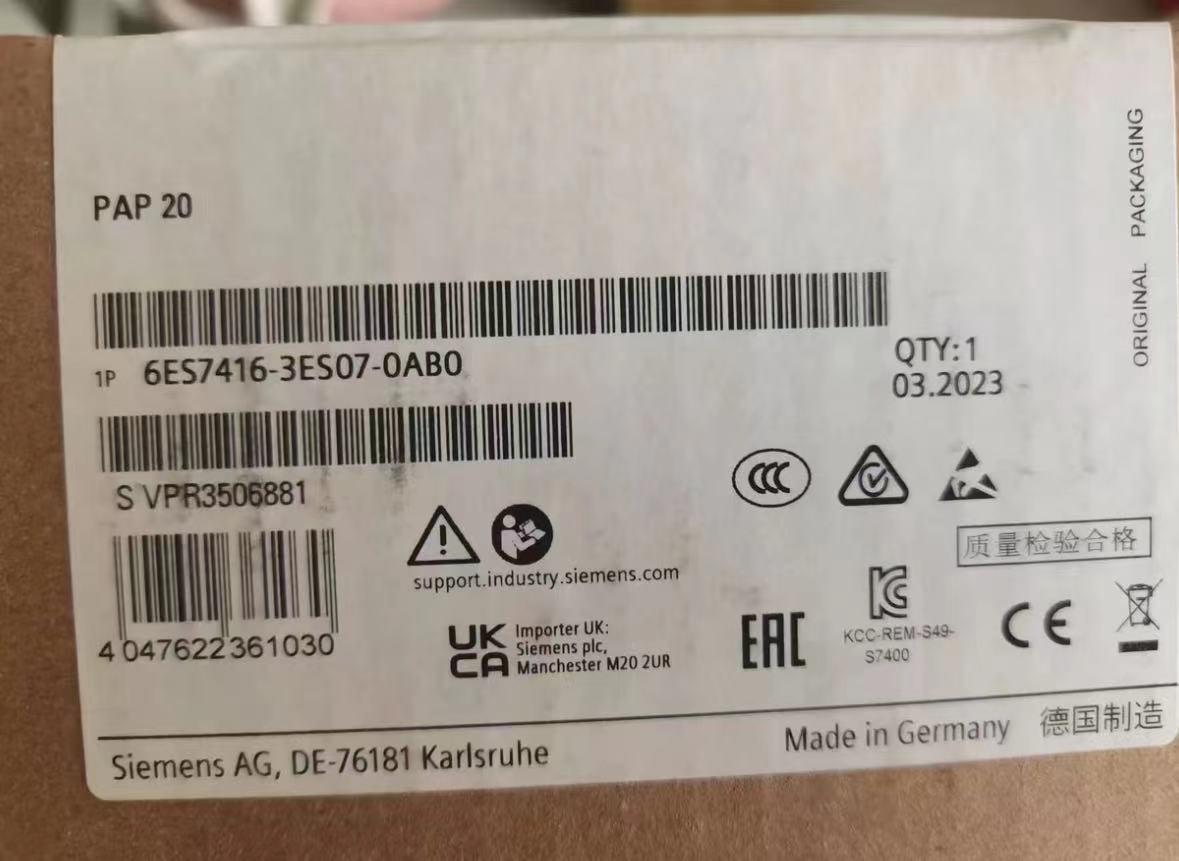 PAP 20
ORIGINAL PACKAGING
1P 6ES7416-3ES07-0AB0
QTY:1
03.2023
S VPR3506881
质量检验合格
support.industry.siemens.com
4 047622 361030
UK
CA
Importer UK:
Siemens plc,
Manchester M20 2UR
EAC
KCC-REM-S49-
S7400
CE
Siemens AG, DE-76181 Karlsruhe
Made in Germany 德国制造